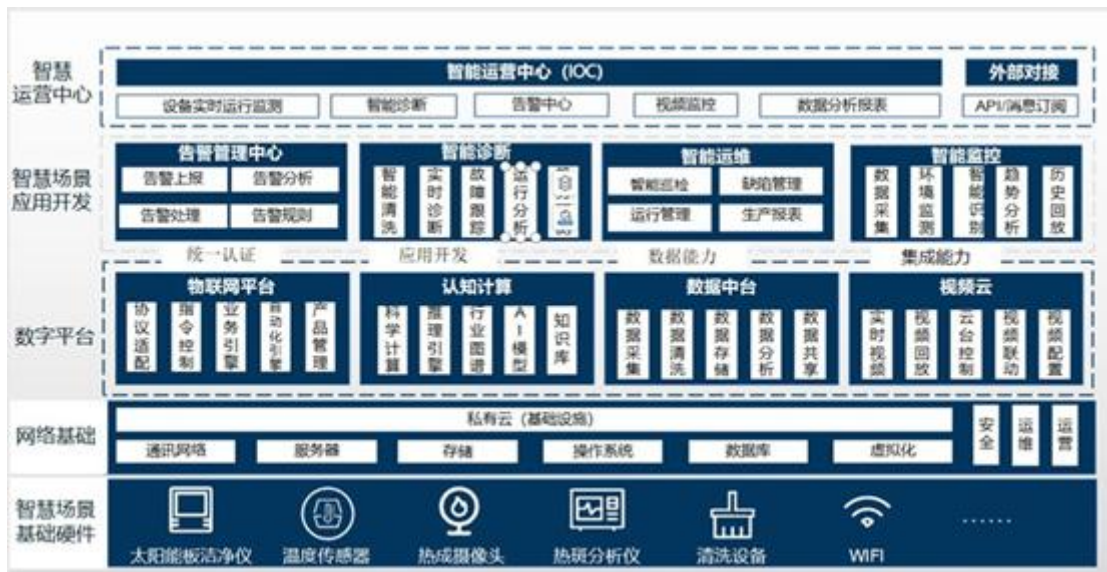 智慧
运营中心
智能运营中心 (IOC)
外部对接
设备实时运行监测
智能诊断
告警中心
视频监控
数据分析报表
API/消息订阅
智慧场景
应用开发
告警管理中心
告警上报
告警分析
告警处理
告警规则
智能诊断
智能清洗
实时诊断
故障跟踪
运行分析
智能运维
智能巡检
缺陷管理
运行管理
生产报表
智能监控
数据采集
环境监测
智能识别
趋势分析
历史回放
统一认证
应用开发
数据能力
集成能力
数字平台
物联网平台
协议适配
指令控制
业务引擎
自动化引擎
产品管理
认知计算
科学计算
推理引擎
行业图谱
AI模型
知识库
数据中台
数据采集
数据清洗
数据存储
数据分析
数据共享
视频云
实时视频
视频回放
云台控制
视频联动
视频配置
网络基础
私有云 (基础设施)
通讯网络
服务器
存储
操作系统
数据库
虚拟化
安全
运维
运营
智慧场景
基础硬件
太阳能板洁净仪
温度传感器
热成摄像头
热斑分析仪
清洗设备
WIFI
......